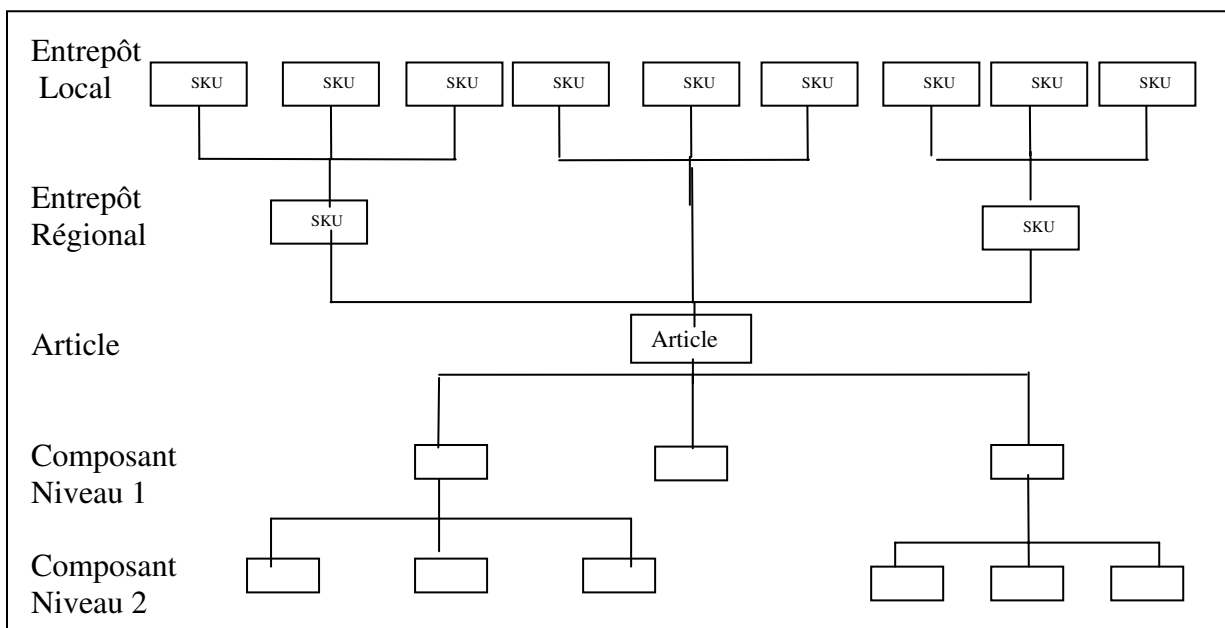 Entrepôt
Local
SKU SKU SKU SKU SKU SKU SKU SKU SKU
Entrepôt
Régional
SKU SKU
Article
Article
Composant
Niveau 1
Composant
Niveau 2